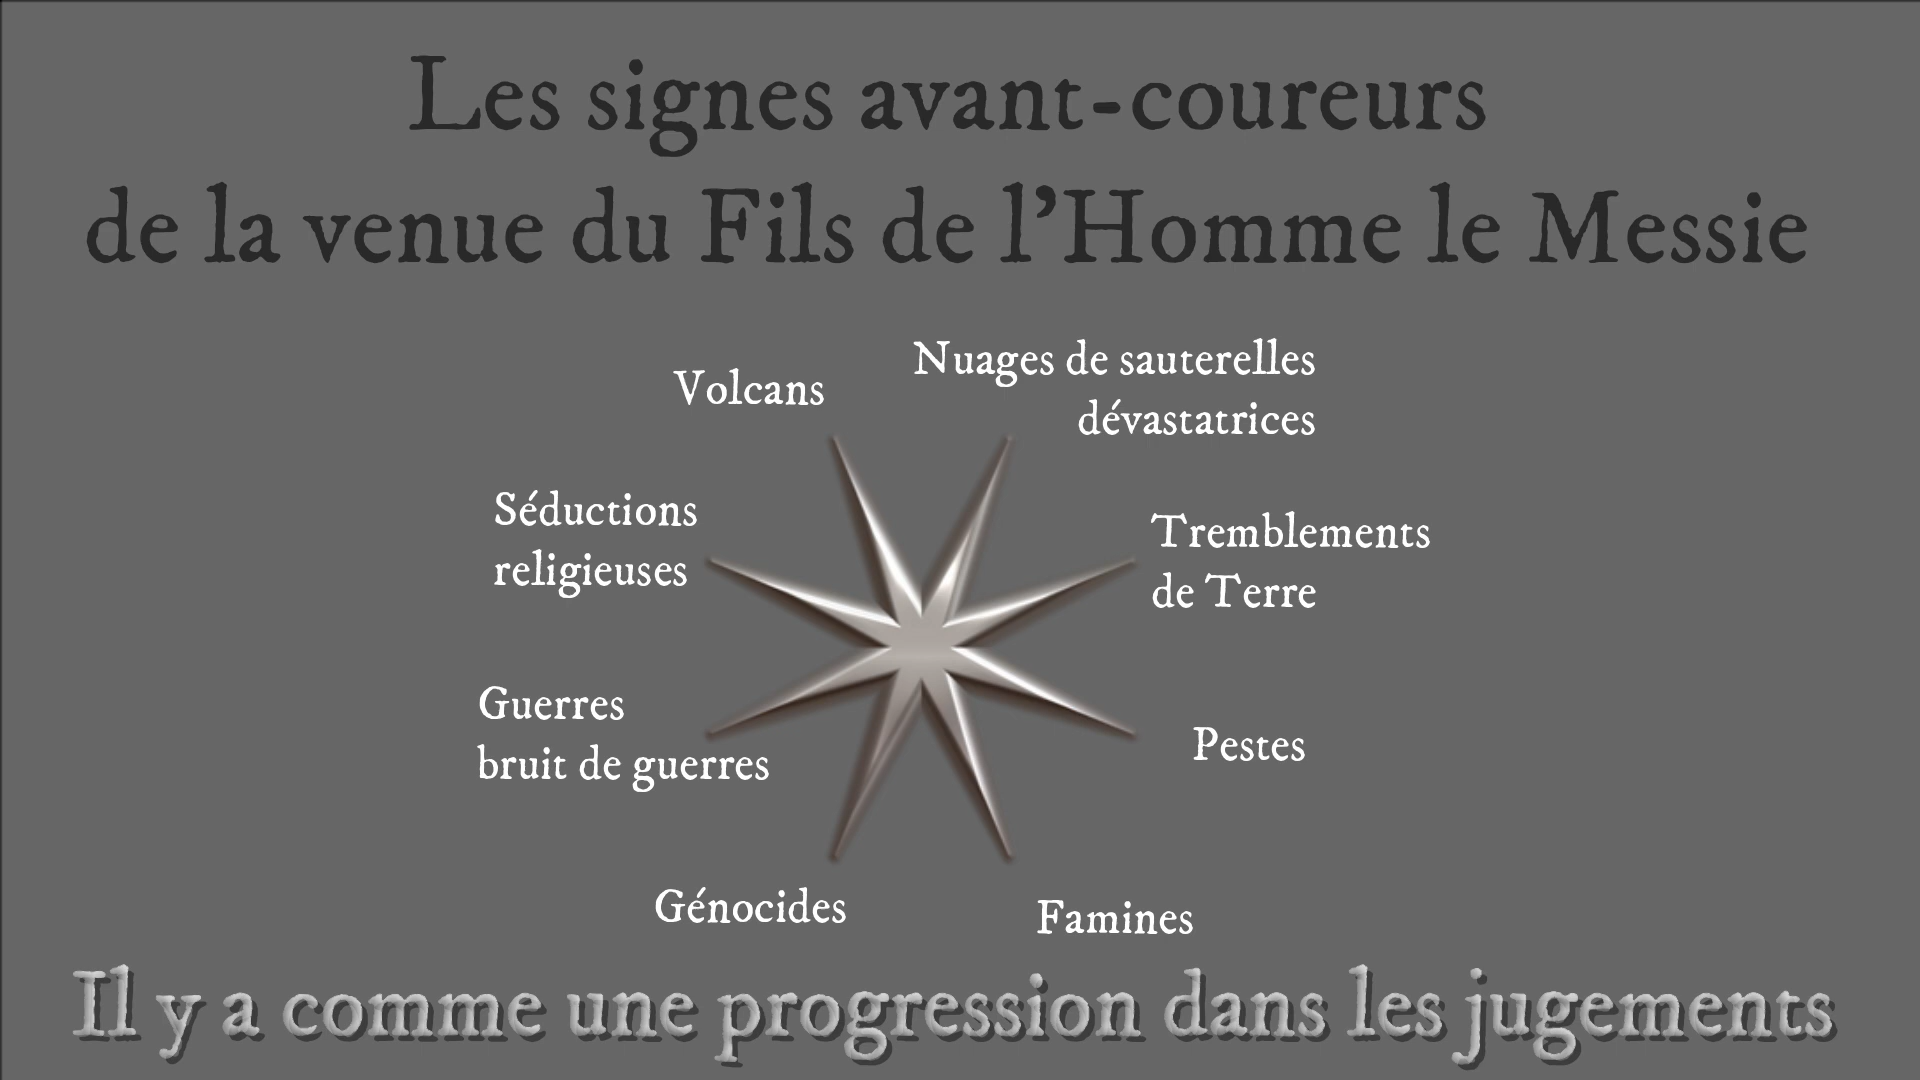 Les signes avant-coureurs
de la venue du Fils de l'Homme le Messie
Volcans
Nuages de sauterelles
dévastatrices
Séductions
religieuses
Tremblements
de Terre
Guerres
bruit de guerres
Pestes
Génocides
Famines
Il y a comme une progression dans les jugements